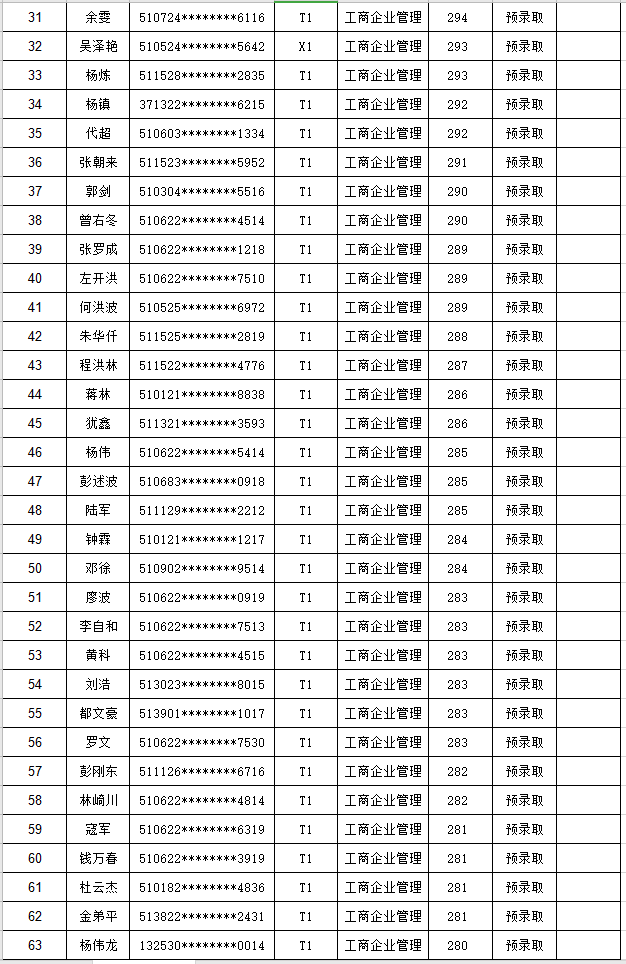 31 余雯 510724********6116 T1 工商企业管理 294 预录取
32 吴泽艳 510524********5642 X1 工商企业管理 293 预录取
33 杨炼 511528********2835 T1 工商企业管理 293 预录取
34 杨镇 371322********6215 T1 工商企业管理 292 预录取
35 代超 510603********1334 T1 工商企业管理 292 预录取
36 张朝来 511523********5952 T1 工商企业管理 291 预录取
37 郭剑 510304********5516 T1 工商企业管理 290 预录取
38 曾右冬 510622********4514 T1 工商企业管理 290 预录取
39 张罗成 510622********1218 T1 工商企业管理 289 预录取
40 左开洪 510622********7510 T1 工商企业管理 289 预录取
41 何洪波 510525********6972 T1 工商企业管理 289 预录取
42 朱华仟 511525********2819 T1 工商企业管理 288 预录取
43 程洪林 511522********4776 T1 工商企业管理 287 预录取
44 蒋林 510121********8838 T1 工商企业管理 286 预录取
45 犹鑫 511321********3593 T1 工商企业管理 286 预录取
46 杨伟 510622********5414 T1 工商企业管理 285 预录取
47 彭述波 510683********0918 T1 工商企业管理 285 预录取
48 陆军 511129********2212 T1 工商企业管理 285 预录取
49 钟霖 510121********1217 T1 工商企业管理 284 预录取
50 邓徐 510902********9514 T1 工商企业管理 284 预录取
51 廖波 510622********0919 T1 工商企业管理 283 预录取
52 李自和 510622********7513 T1 工商企业管理 283 预录取
53 黄科 510622********4515 T1 工商企业管理 283 预录取
54 刘浩 513023********8015 T1 工商企业管理 283 预录取
55 都文豪 513901********1017 T1 工商企业管理 283 预录取
56 罗文 510622********7530 T1 工商企业管理 283 预录取
57 彭刚东 511126********6716 T1 工商企业管理 282 预录取
58 林崎川 510622********4814 T1 工商企业管理 282 预录取
59 寇军 510622********6319 T1 工商企业管理 281 预录取
60 钱万春 510622********3919 T1 工商企业管理 281 预录取
61 杜云杰 510182********4836 T1 工商企业管理 281 预录取
62 金弟平 513822********2431 T1 工商企业管理 281 预录取
63 杨伟龙 132530********0014 T1 工商企业管理 280 预录取